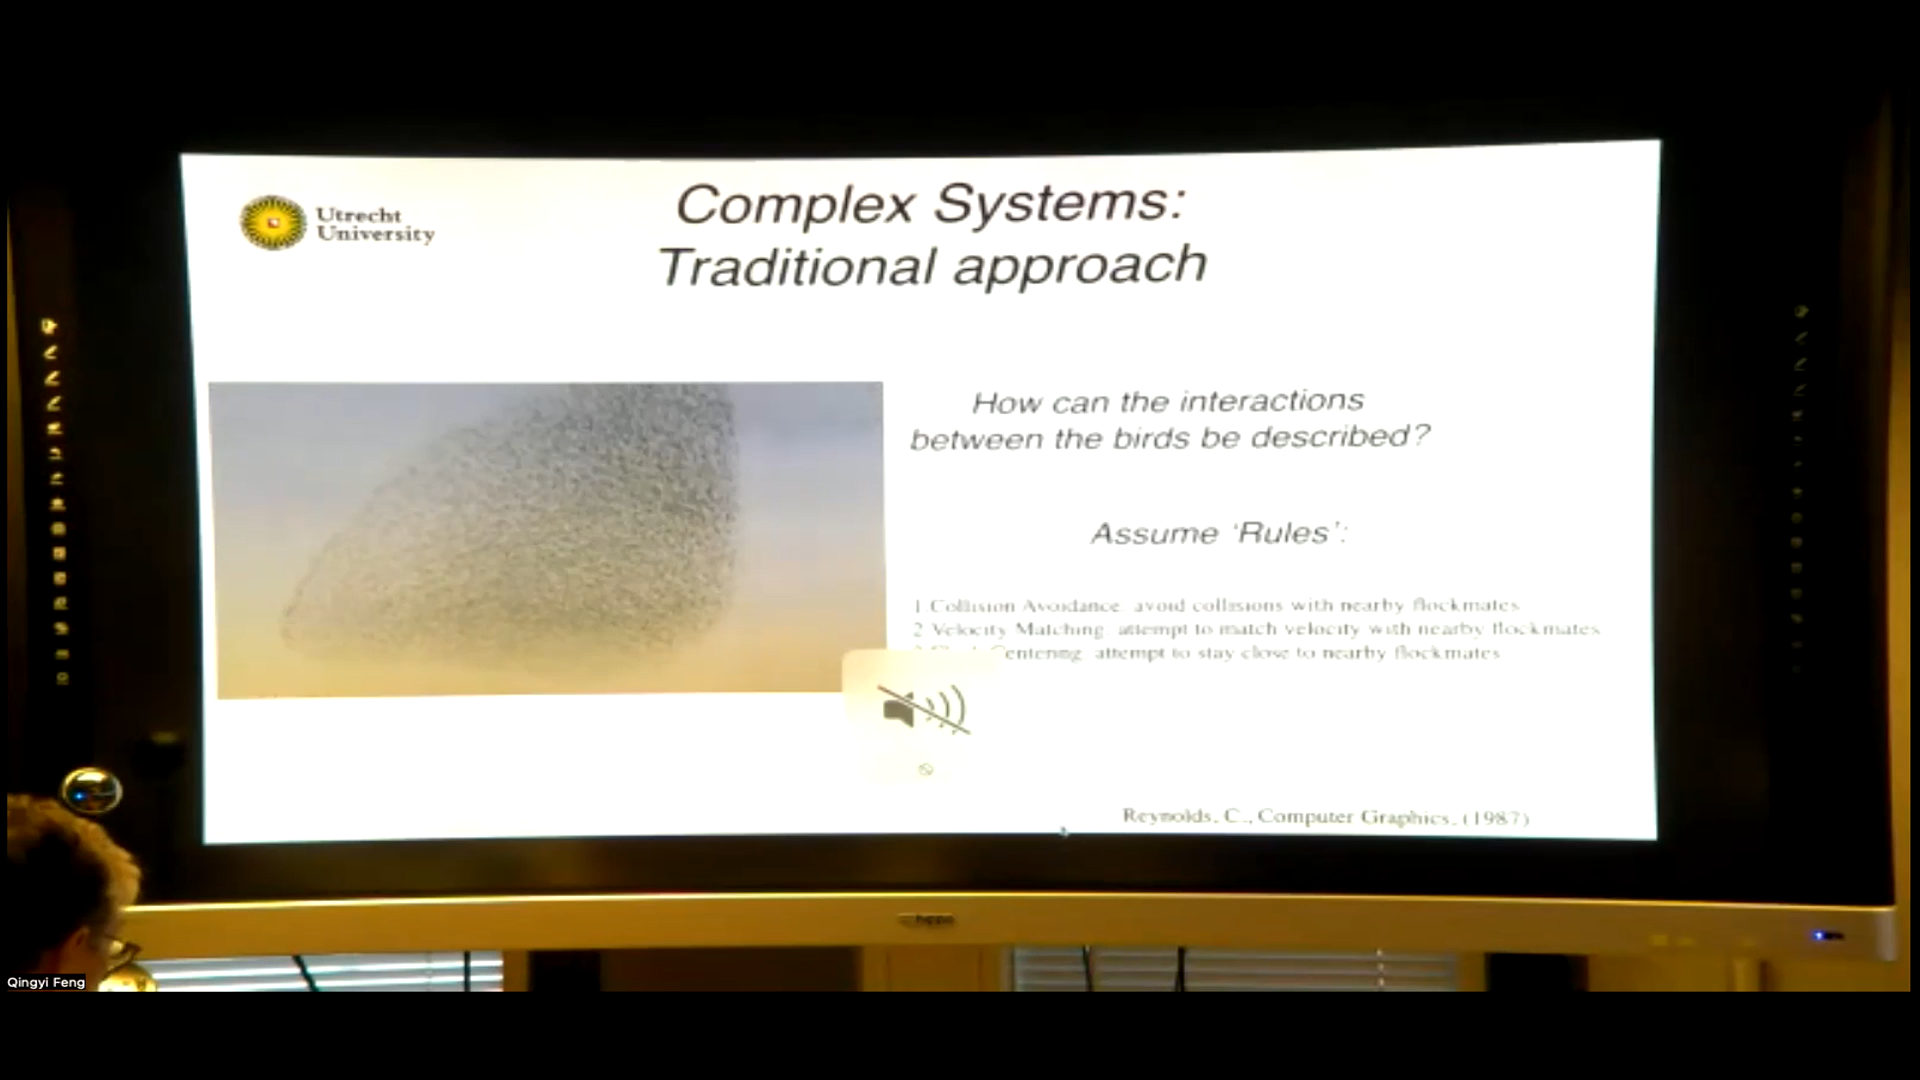 Utrecht
University
Complex Systems:
Traditional approach
How can the interactions
between the birds be described?
Assume ‘Rules’:
1.Collision Avoidance: avoid collisions with nearby flockmates
2 Velocity Matching: attempt to match velocity with nearby flockmates
entering: attempt to stay close to nearby flockmates
Reynolds, C., Computer Graphics, (1987)
Qingyi Feng